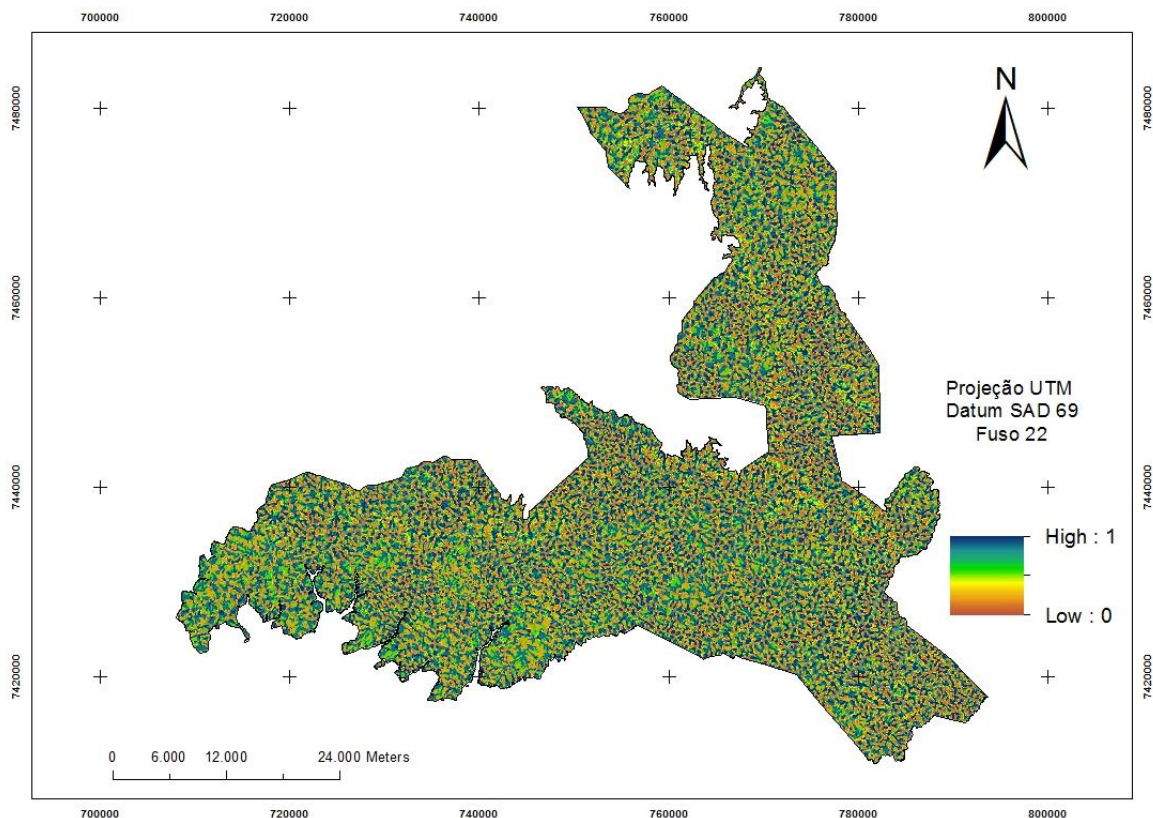 700000 720000 740000 760000 780000 800000
N
7480000 7480000
7460000 7460000
Projeção UTM
Datum SAD 69
Fuso 22
7440000 7440000
High : 1
Low : 0
7420000 7420000
0 6.000 12.000 24.000 Meters
700000 720000 740000 760000 780000 800000